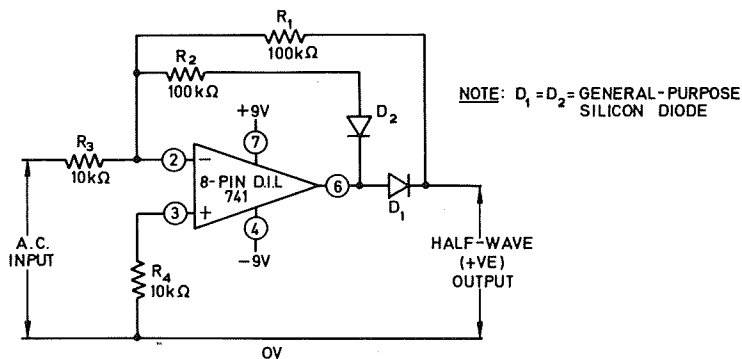 R1
100kΩ
R2
100kΩ
NOTE: D1 = D2 = GENERAL-PURPOSE
SILICON DIODE
D2
+9V
7
R3
10kΩ
2
−
8-PIN D.I.L
741
6
D1
3
+
4
−9V
A.C.
INPUT
R4
10kΩ
HALF-WAVE
(+VE)
OUTPUT
0V